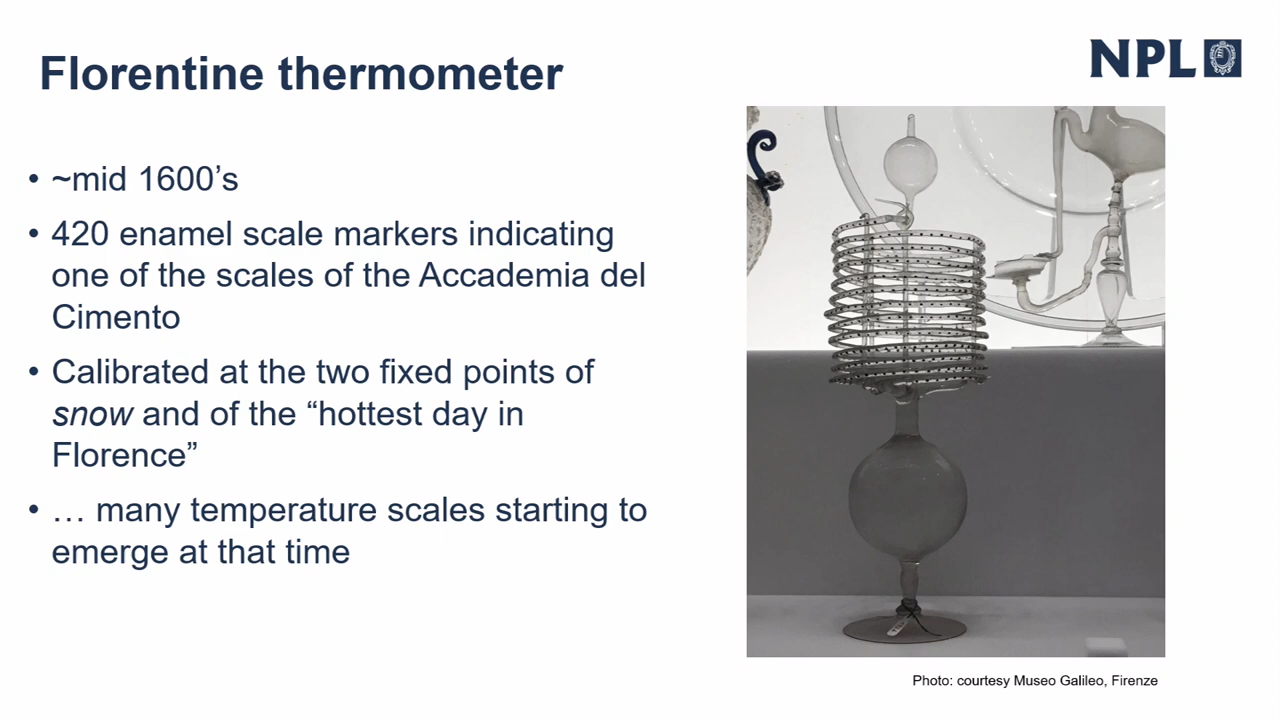 Florentine thermometer
NPL
• ~mid 1600’s
• 420 enamel scale markers indicating
one of the scales of the Accademia del
Cimento
• Calibrated at the two fixed points of
snow and of the “hottest day in
Florence”
• … many temperature scales starting to
emerge at that time
Photo: courtesy Museo Galileo, Firenze